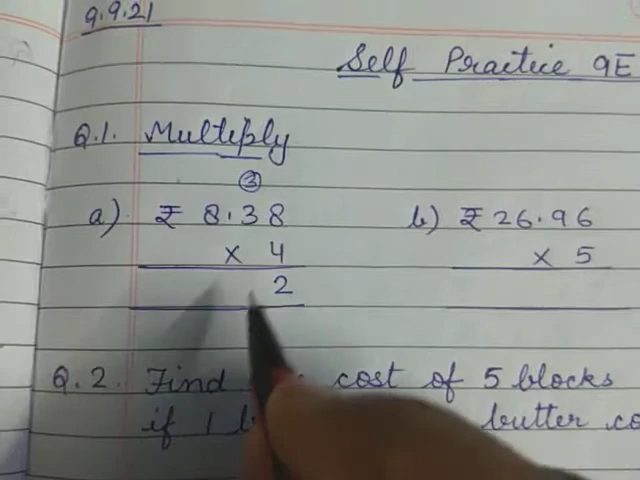 9.9.21
Self Practice 9E
Q.1. Multiply
3
a) ₹ 8.38 b) ₹ 26.96
x 4 x 5
2
Q.2. Find cost of 5 blocks
if 1 butter